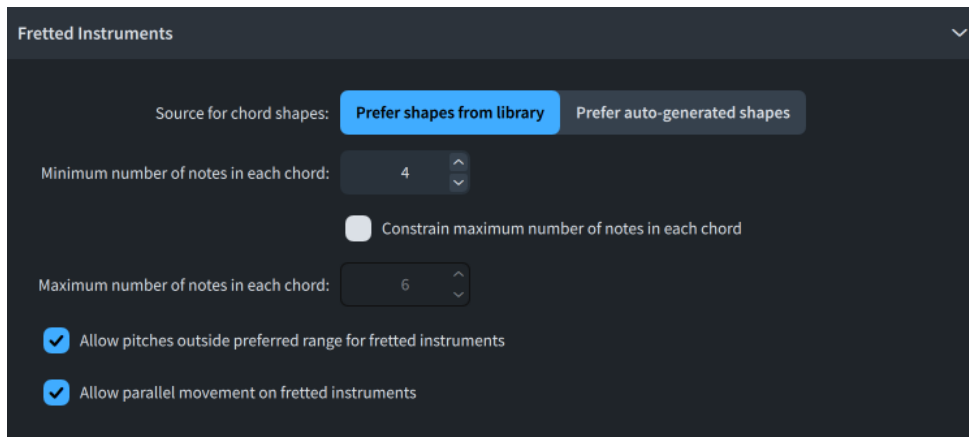 Fretted Instruments
Source for chord shapes: Prefer shapes from library Prefer auto-generated shapes
Minimum number of notes in each chord: 4
Constrain maximum number of notes in each chord
Maximum number of notes in each chord: 6
Allow pitches outside preferred range for fretted instruments
Allow parallel movement on fretted instruments